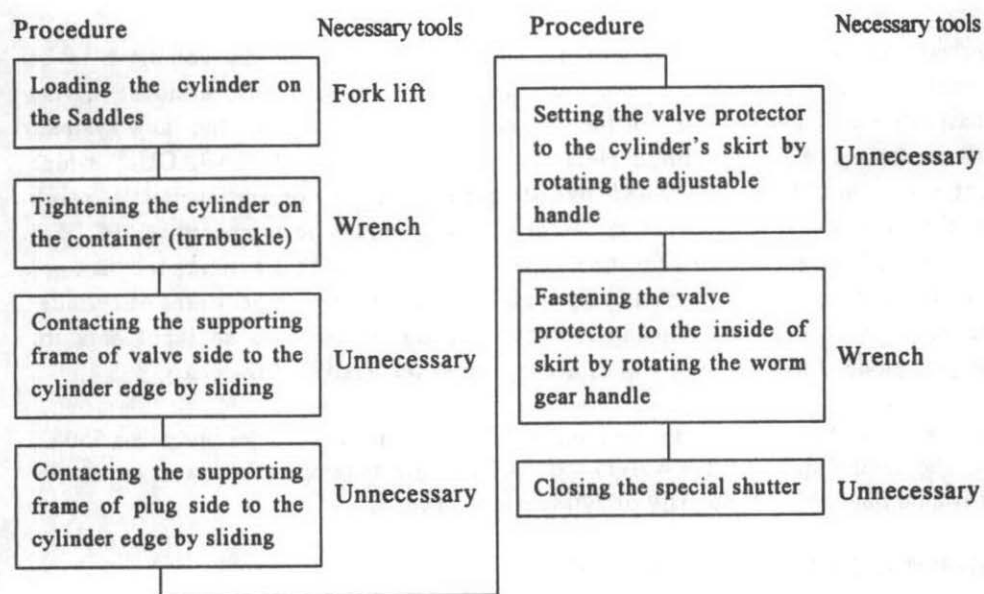 Procedure
Necessary tools
Loading the cylinder on
the Saddles
Fork lift
Tightening the cylinder on
the container (turnbuckle)
Wrench
Contacting the supporting
frame of valve side to the
cylinder edge by sliding
Unnecessary
Contacting the supporting
frame of plug side to the
cylinder edge by sliding
Unnecessary
Procedure
Necessary tools
Setting the valve protector
to the cylinder's skirt by
rotating the adjustable
handle
Unnecessary
Fastening the valve
protector to the inside of
skirt by rotating the worm
gear handle
Wrench
Closing the special shutter
Unnecessary